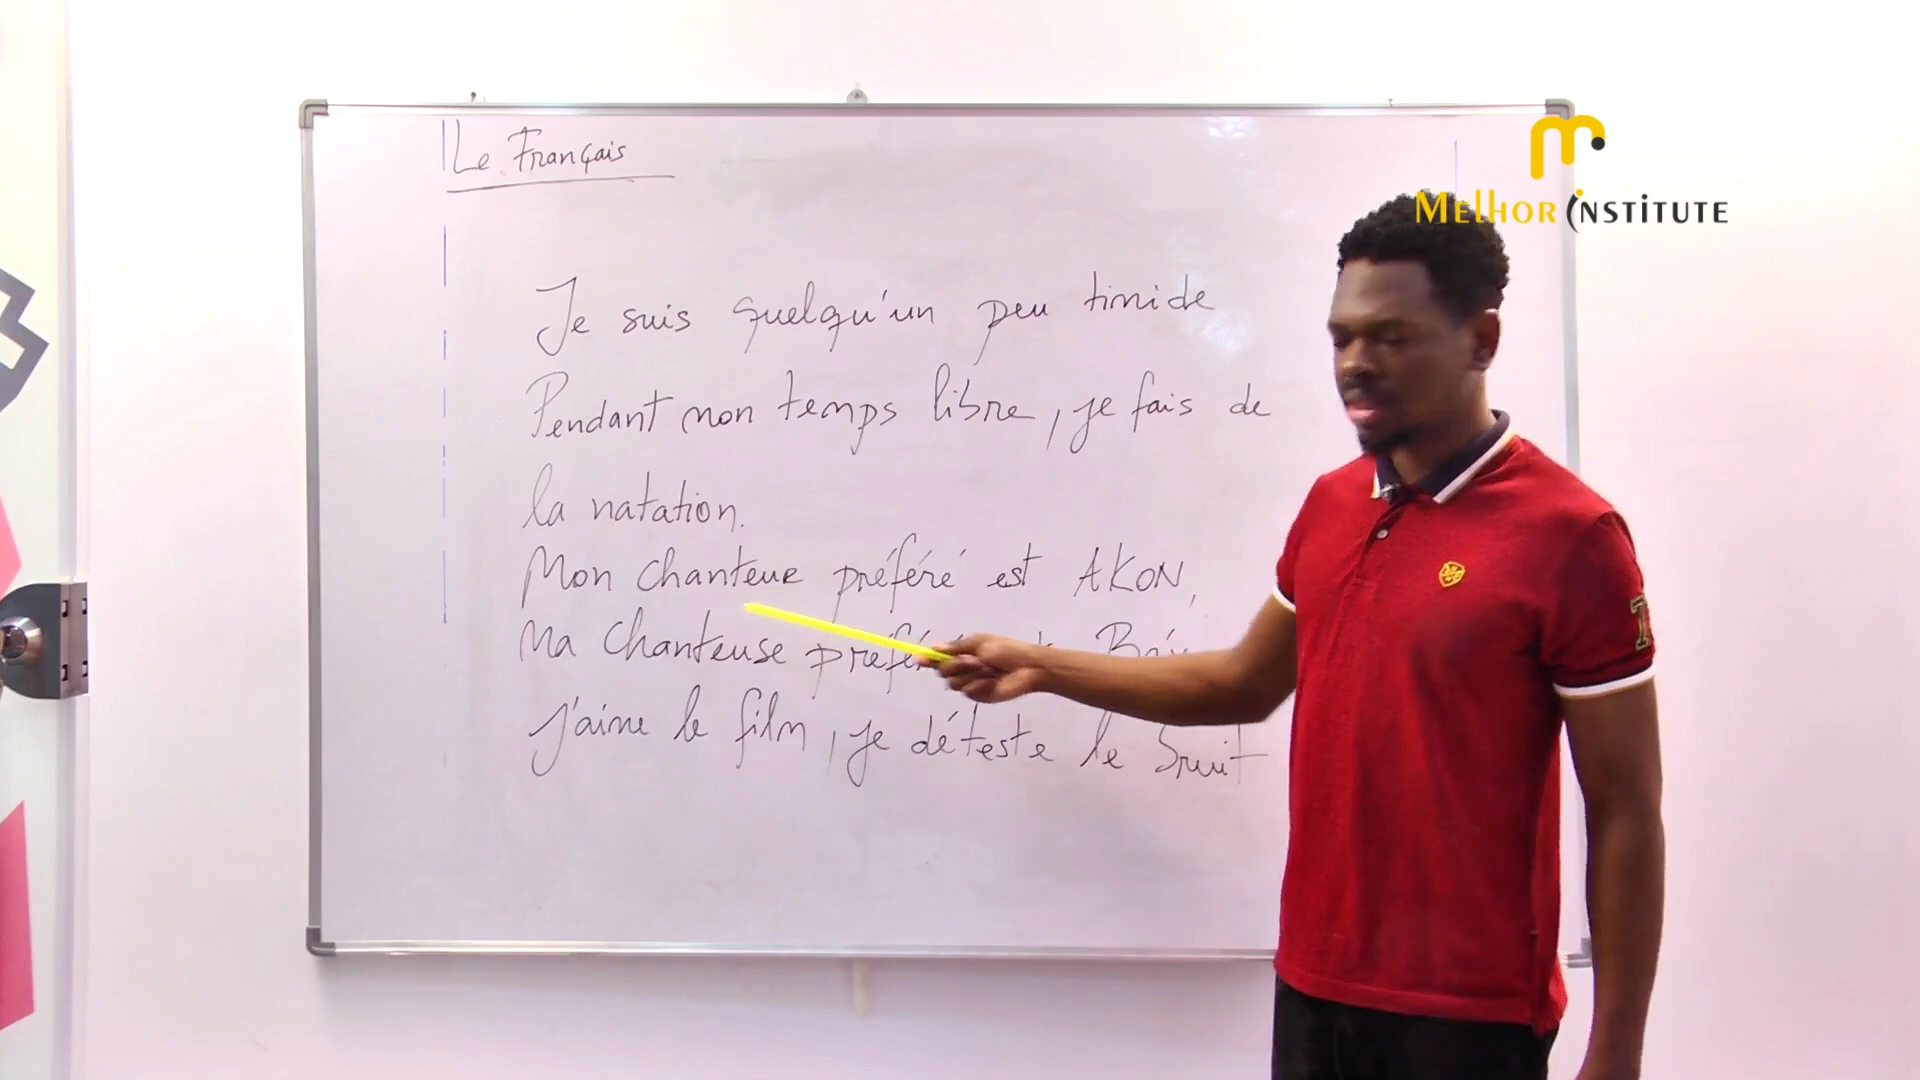 Le Français
MELHOR INSTITUTE
Je suis quelqu'un peu timide
Pendant mon temps libre, je fais de
la natation.
Mon chanteur préféré est AKON,
Ma chanteuse
J'aime le film, je déteste le bruit